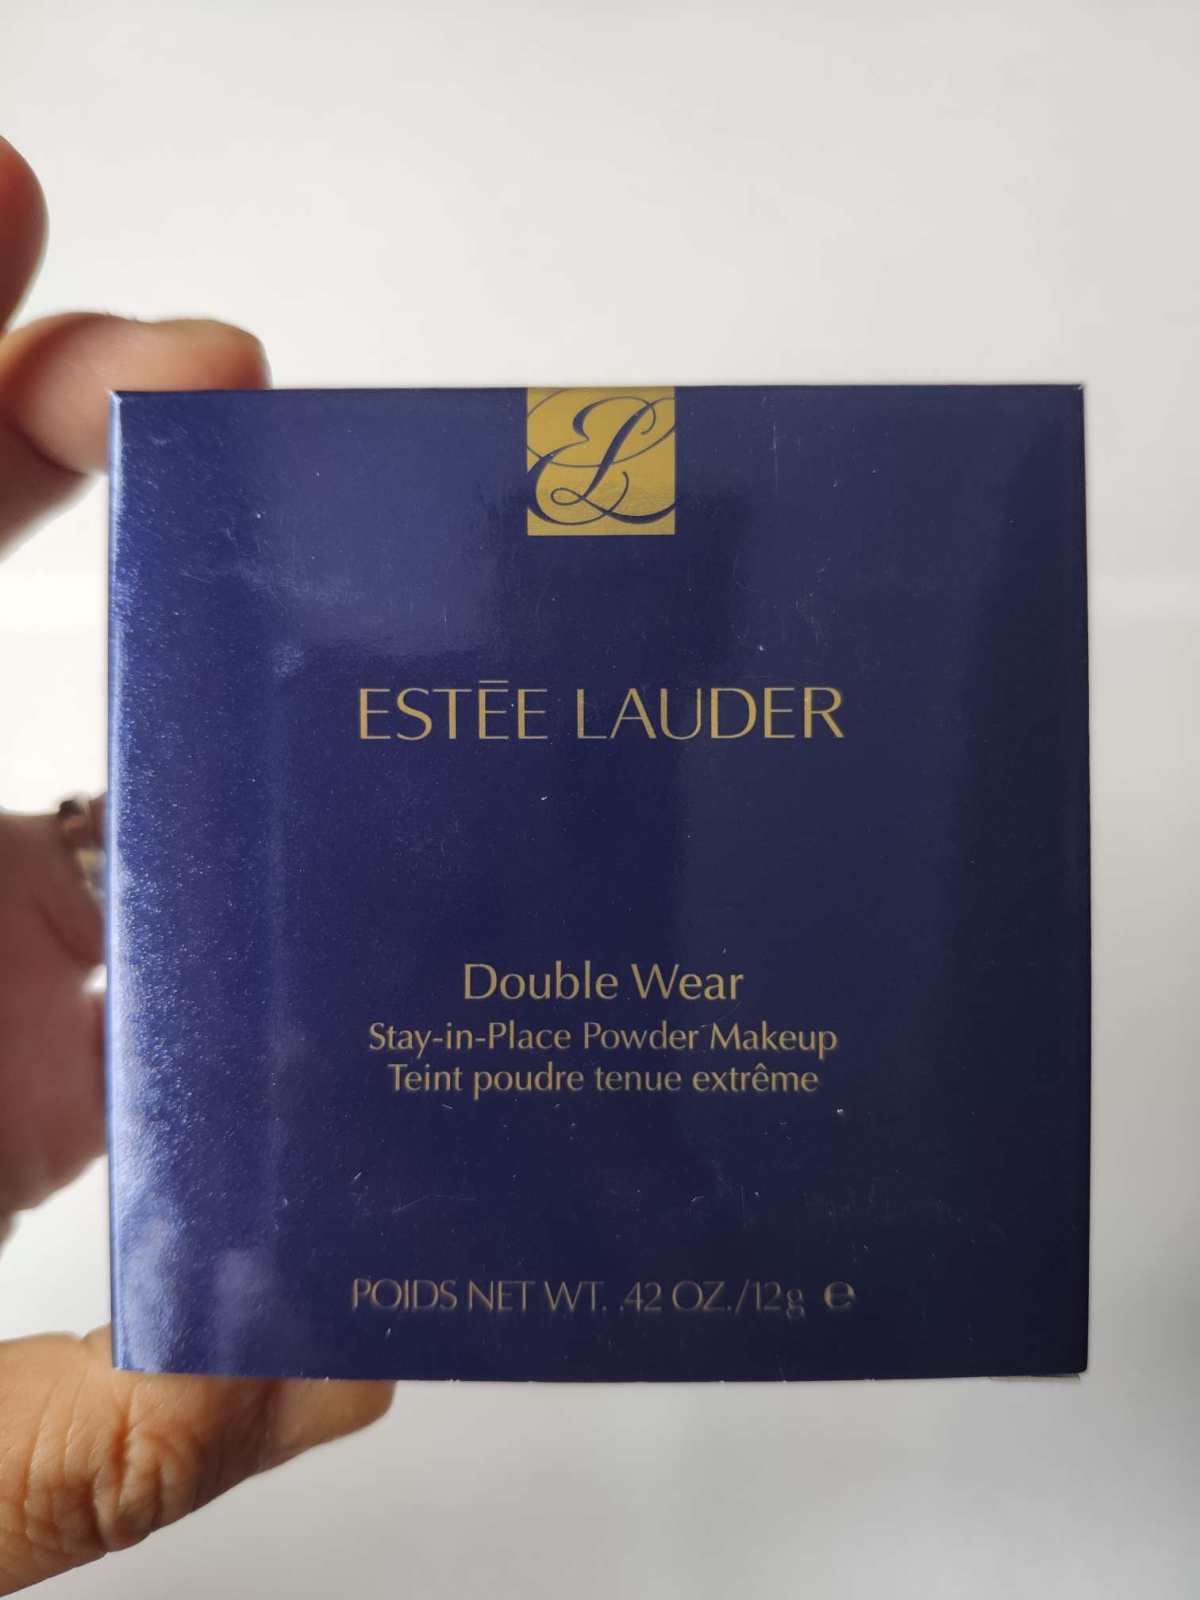 EL
ESTĒE LAUDER
Double Wear
Stay-in-Place Powder Makeup
Teint poudre tenue extrême
POIDS NET WT. .42 OZ./12g ℮